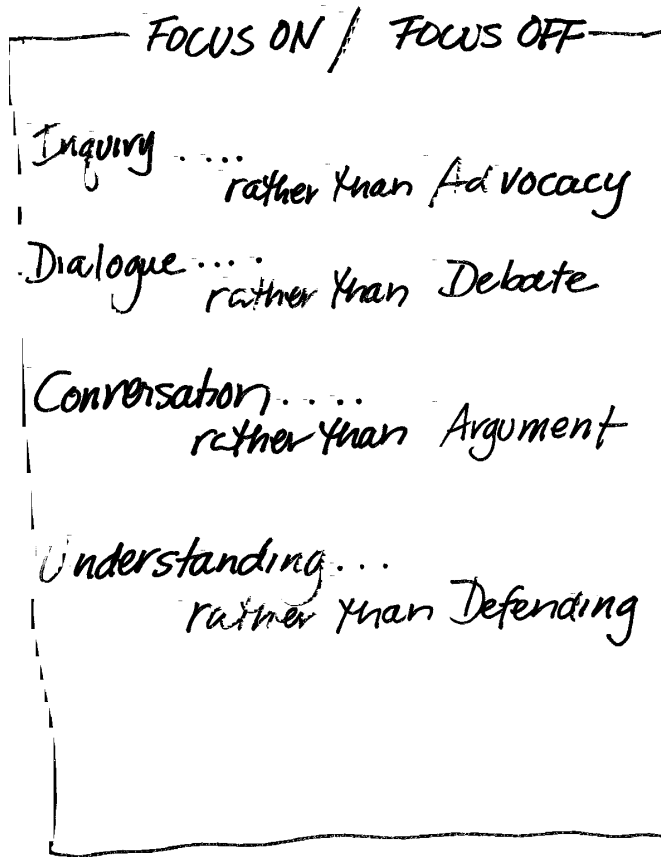 FOCUS ON / FOCUS OFF
Inquiry ....
rather than Advocacy
Dialogue ....
rather than Debate
Conversation ....
rather than Argument
Understanding ...
rather than Defending